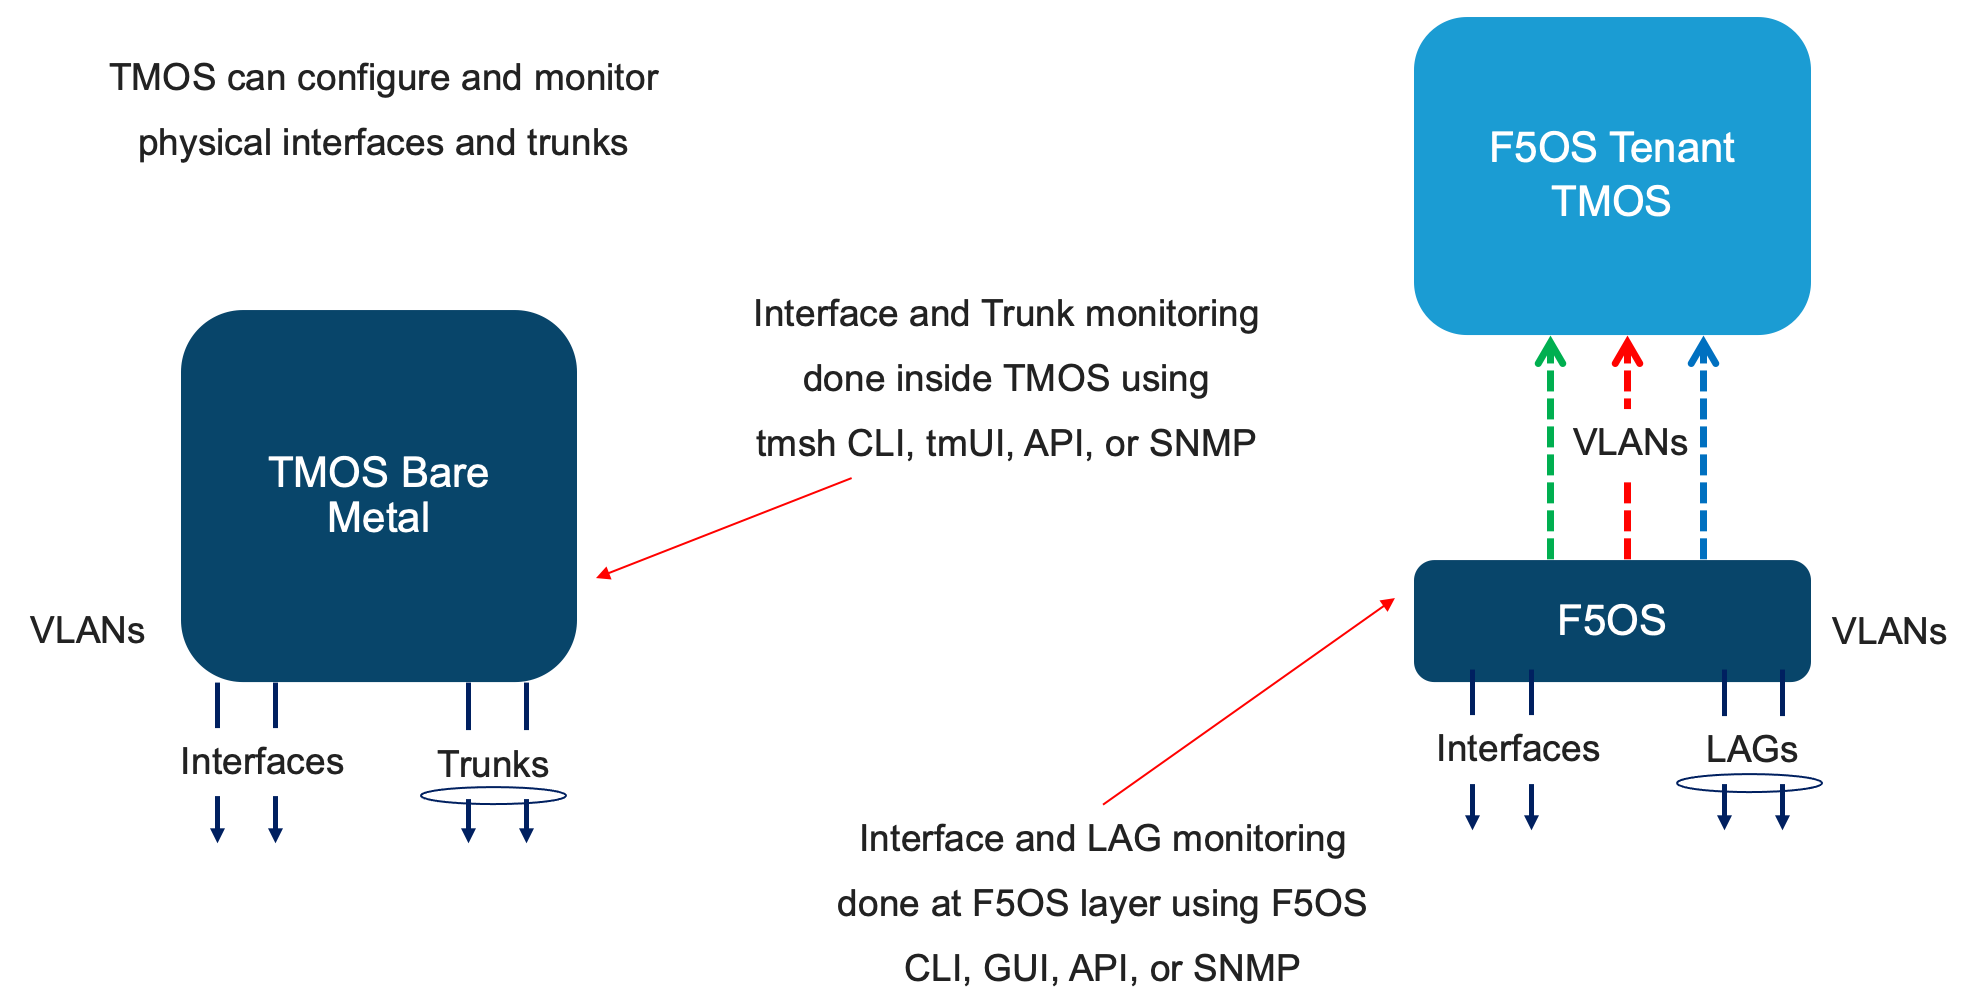 TMOS can configure and monitor
physical interfaces and trunks
F5OS Tenant
TMOS
Interface and Trunk monitoring
done inside TMOS using
tmsh CLI, tmUI, API, or SNMP
TMOS Bare
Metal
VLANs
VLANs
F5OS
VLANs
Interfaces
Trunks
Interfaces
LAGs
Interface and LAG monitoring
done at F5OS layer using F5OS
CLI, GUI, API, or SNMP